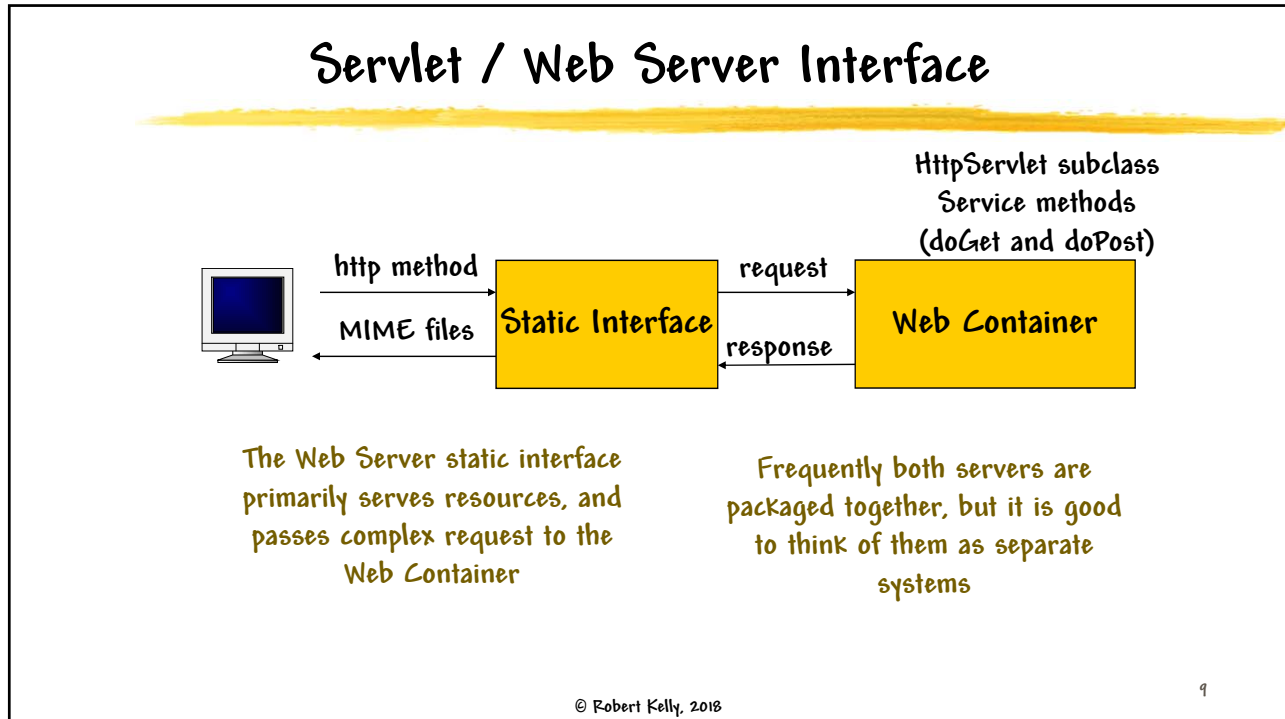 Servlet / Web Server Interface
HttpServlet subclass
Service methods
(doGet and doPost)
http method
MIME files
Static Interface
request
response
Web Container
The Web Server static interface
primarily serves resources, and
passes complex request to the
Web Container
Frequently both servers are
packaged together, but it is good
to think of them as separate
systems
© Robert Kelly, 2018
9